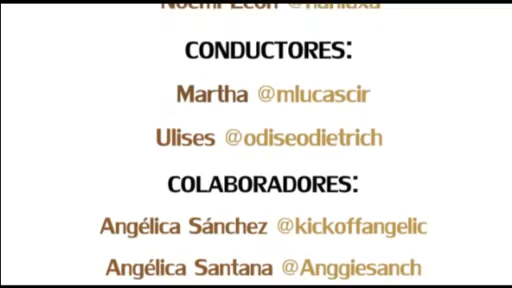 CONDUCTORES:
Martha @mlucascir
Ulises @odiseodietrich
COLABORADORES:
Angélica Sánchez @kickoffangelic
Angélica Santana @Anggiesanch